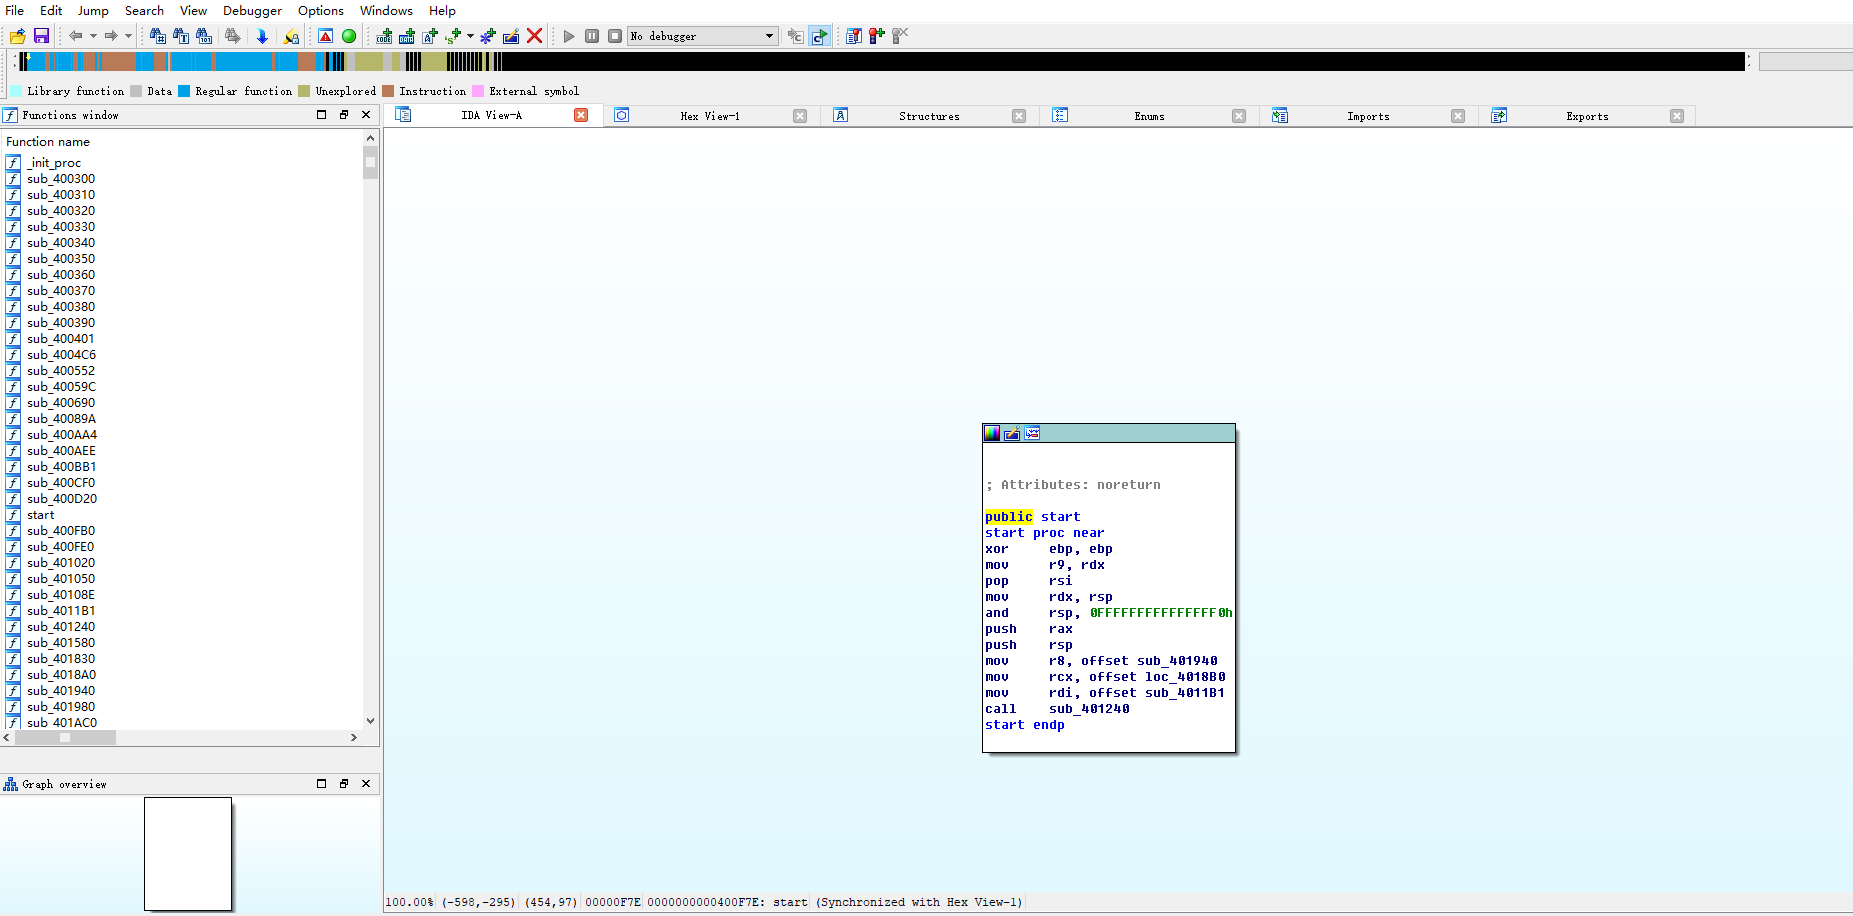 File Edit Jump Search View Debugger Options Windows Help
No debugger
Library function Data Regular function Unexplored Instruction External symbol
Functions window
IDA View-A Hex View-1 Structures Enums Imports Exports
Function name
_init_proc
sub_400300
sub_400310
sub_400320
sub_400330
sub_400340
sub_400350
sub_400360
sub_400370
sub_400380
sub_400390
sub_400401
sub_4004C6
sub_400552
sub_40059C
sub_400690
sub_40089A
sub_400AA4
sub_400AEE
sub_400BB1
sub_400CF0
sub_400D20
start
sub_400FB0
sub_400FE0
sub_401020
sub_401050
sub_40108E
sub_4011B1
sub_401240
sub_401580
sub_401830
sub_4018A0
sub_401940
sub_401980
sub_401AC0
; Attributes: noreturn
public start
start proc near
xor ebp, ebp
mov r9, rdx
pop rsi
mov rdx, rsp
and rsp, 0FFFFFFFFFFFFFFF0h
push rax
push rsp
mov r8, offset sub_401940
mov rcx, offset loc_4018B0
mov rdi, offset sub_4011B1
call sub_401240
start endp
Graph overview
100.00% (-598,-295) (454,97) 00000F7E 0000000000400F7E: start (Synchronized with Hex View-1)